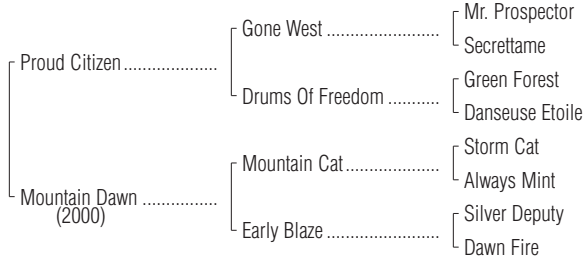 Mr. Prospector
Gone West ......................
Secrettame
Proud Citizen ...................
Green Forest
Drums Of Freedom ..........
Danseuse Etoile
Storm Cat
Mountain Cat ...................
Always Mint
Mountain Dawn ...............
(2000)
Silver Deputy
Early Blaze ......................
Dawn Fire